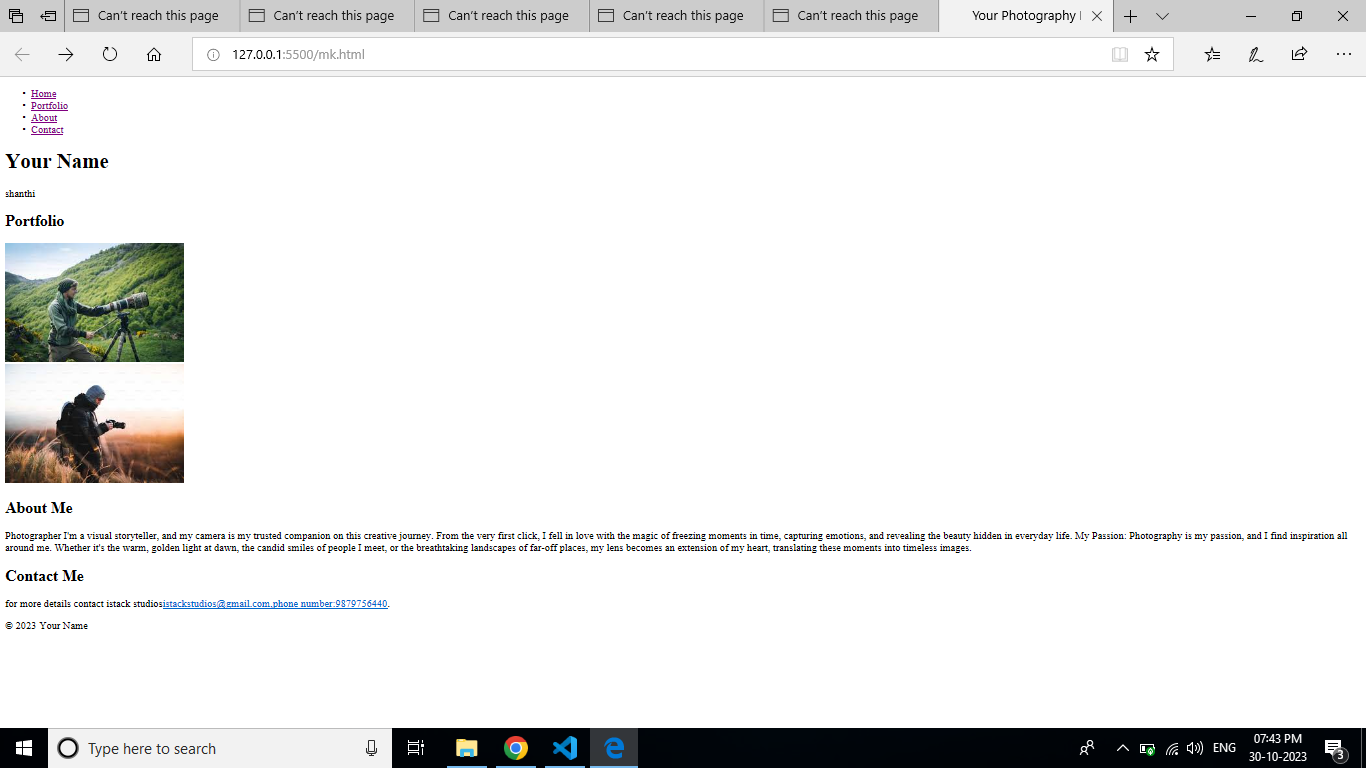 Can't reach this page
Can't reach this page
Can't reach this page
Can't reach this page
Can't reach this page
Your Photography
127.0.0.1:5500/mk.html
• Home
• Portfolio
• About
• Contact
Your Name
shanthi
Portfolio
About Me
Photographer I'm a visual storyteller, and my camera is my trusted companion on this creative journey. From the very first click, I fell in love with the magic of freezing moments in time, capturing emotions, and revealing the beauty hidden in everyday life. My Passion: Photography is my passion, and I find inspiration all
around me. Whether it's the warm, golden light at dawn, the candid smiles of people I meet, or the breathtaking landscapes of far-off places, my lens becomes an extension of my heart, translating these moments into timeless images.
Contact Me
for more details contact istack studiosistackstudios@gmail.com,phone number:9879756440.
© 2023 Your Name
Type here to search
ENG
07:43 PM
30-10-2023
3